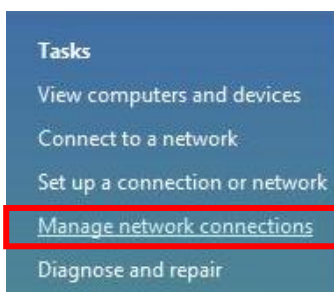 Tasks
View computers and devices
Connect to a network
Set up a connection or network
Manage network connections
Diagnose and repair